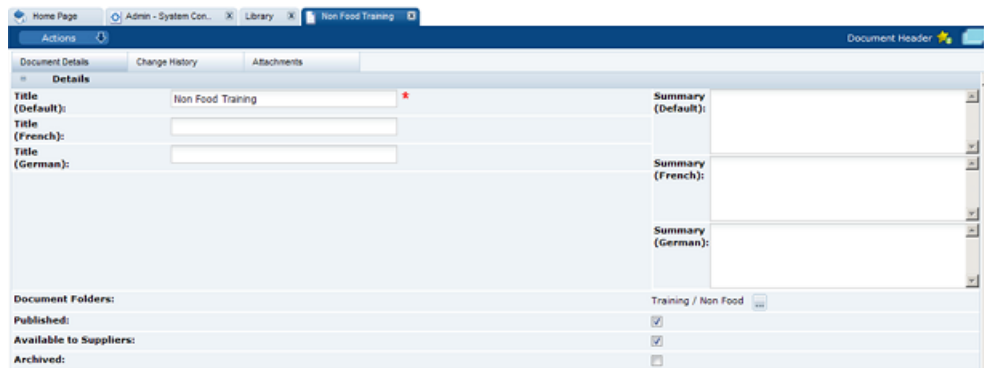 Home Page Admin - System Con.. X Library X Non Food Training X
Actions Document Header
Document Details Change History Attachments
Details
Title
(Default): Non Food Training * Summary
(Default):
Title
(French):
Title
(German):
Summary
(French):
Summary
(German):
Document Folders: Training / Non Food ...
Published:
Available to Suppliers:
Archived: